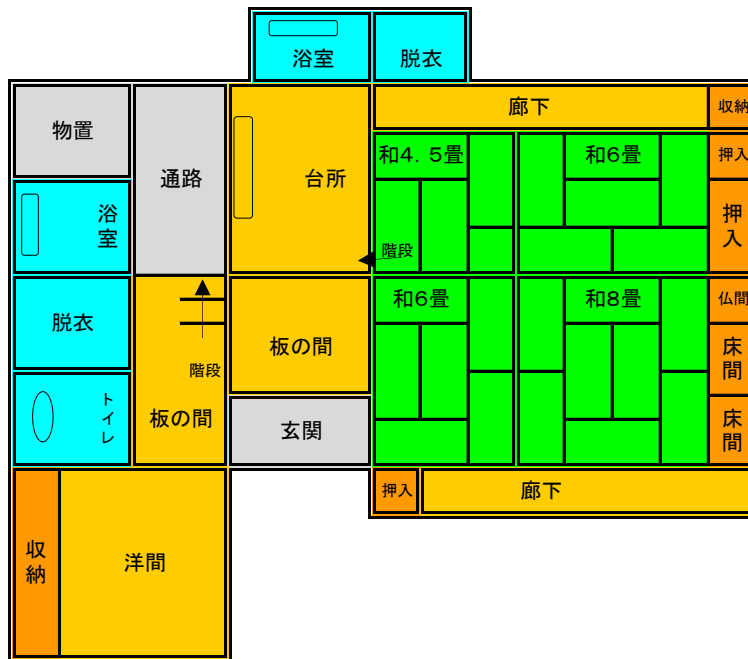 浴室
脱衣
物置
通路
台所
廊下
収納
和4．5畳
和6畳
押入
浴室
押入
階段
脱衣
板の間
和6畳
和8畳
仏間
床間
階段
トイレ
板の間
玄関
床間
押入
廊下
収納
洋間